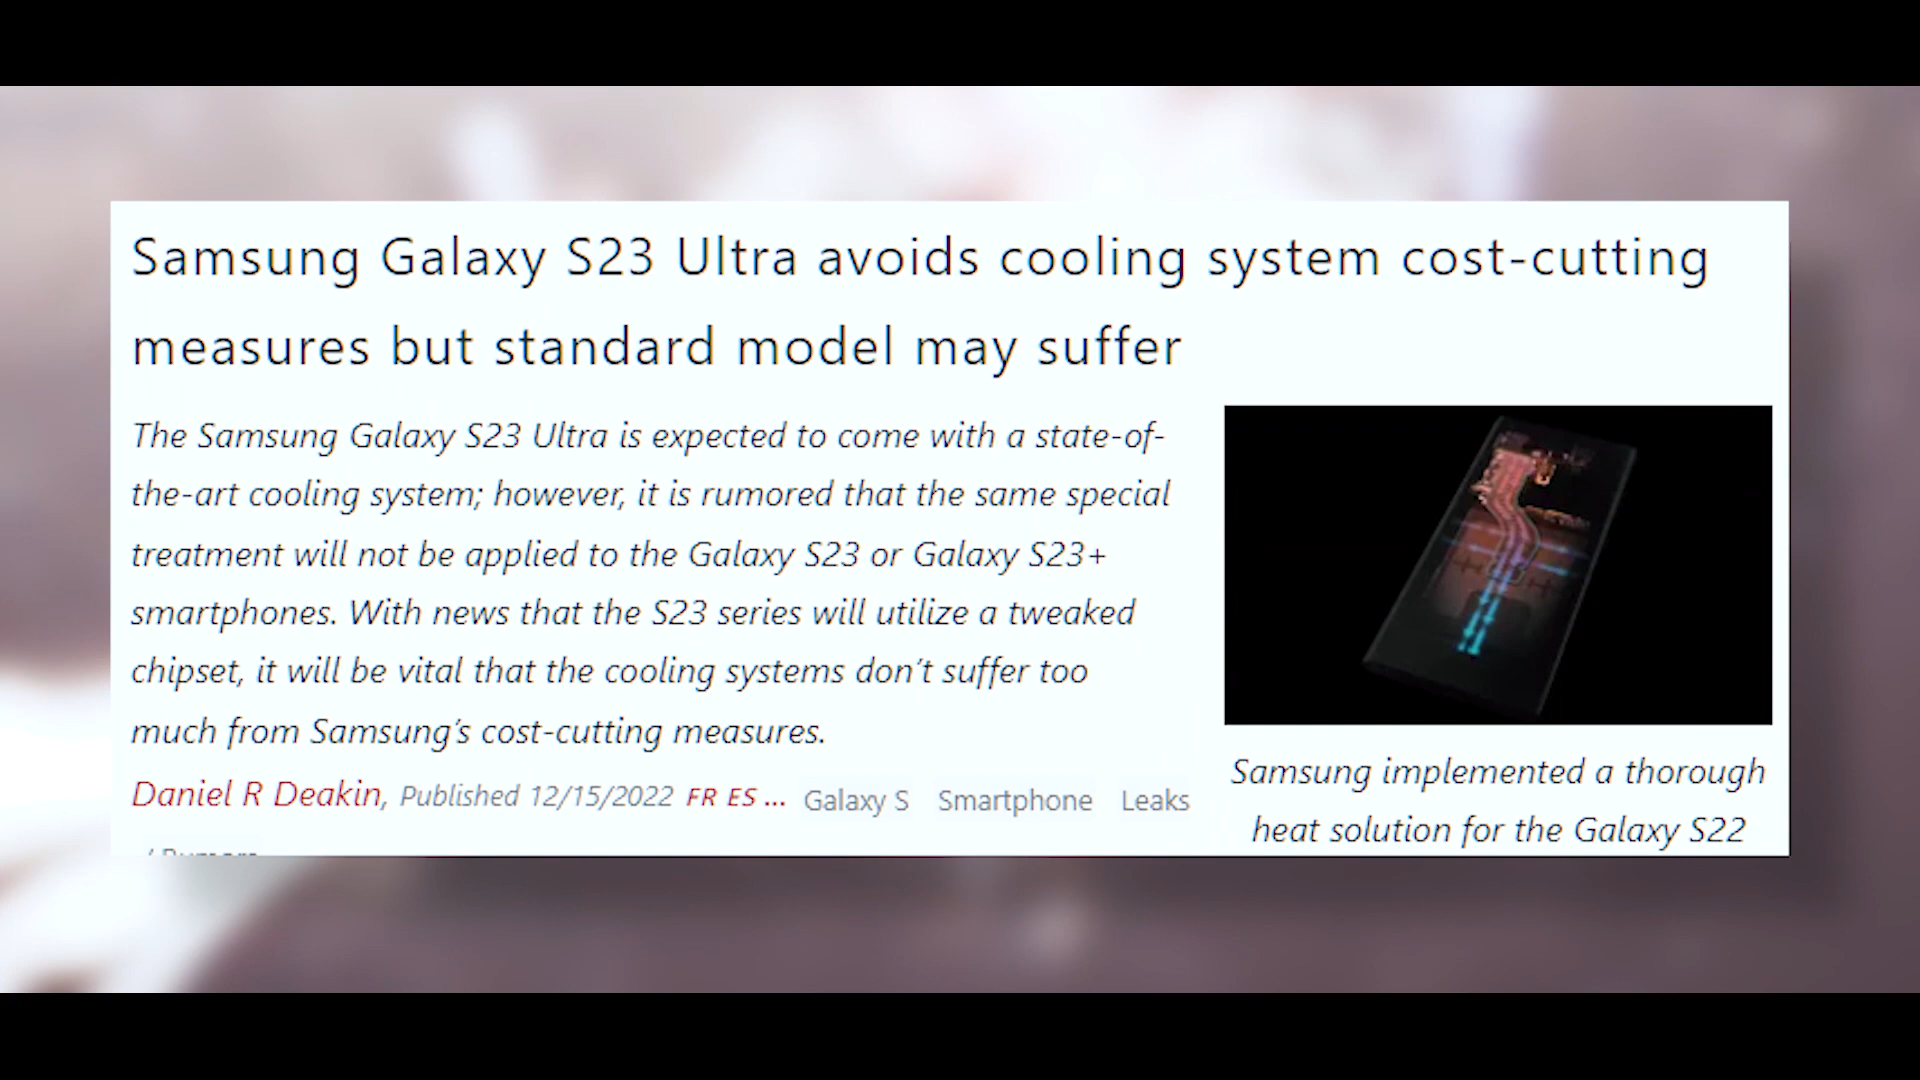 Samsung Galaxy S23 Ultra avoids cooling system cost-cutting
measures but standard model may suffer
The Samsung Galaxy S23 Ultra is expected to come with a state-of-
the-art cooling system; however, it is rumored that the same special
treatment will not be applied to the Galaxy S23 or Galaxy S23+
smartphones. With news that the S23 series will utilize a tweaked
chipset, it will be vital that the cooling systems don’t suffer too
much from Samsung’s cost-cutting measures.
Daniel R Deakin, Published 12/15/2022 FR ES ... Galaxy S Smartphone Leaks
Samsung implemented a thorough
heat solution for the Galaxy S22